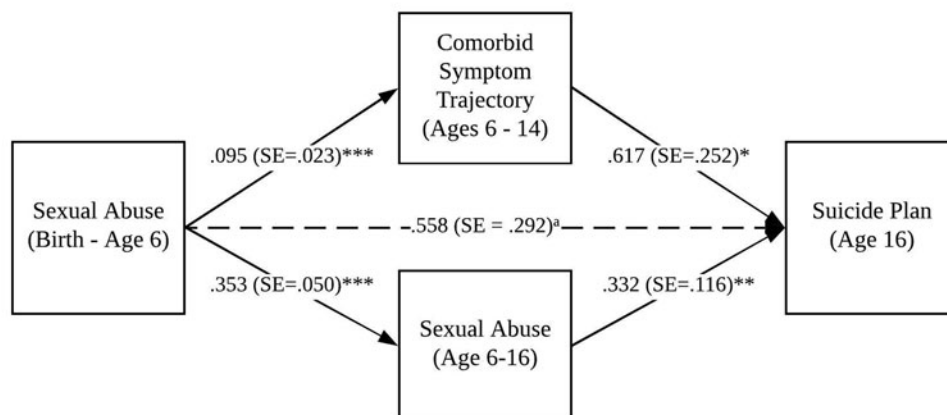 Comorbid
Symptom
Trajectory
(Ages 6 - 14)
.095 (SE=.023)***
.617 (SE=.252)*
Sexual Abuse
(Birth - Age 6)
.558 (SE = .292)ᵃ
Suicide Plan
(Age 16)
.353 (SE=.050)***
.332 (SE=.116)**
Sexual Abuse
(Age 6-16)